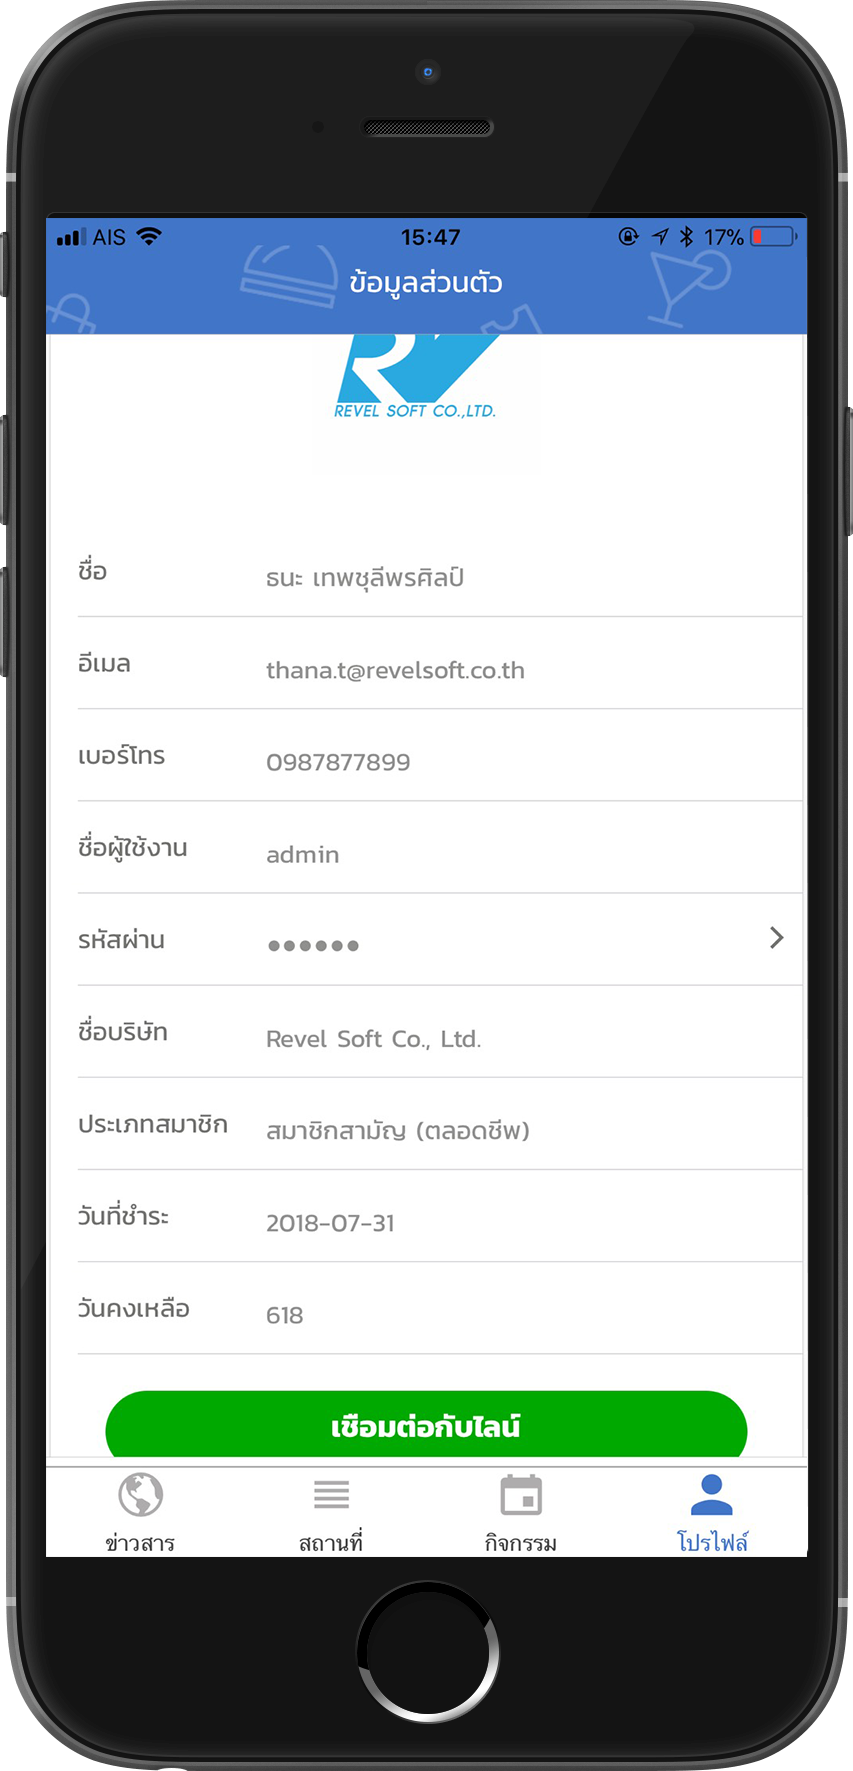 AIS 15:47 17%
ข้อมูลส่วนตัว
REVEL SOFT CO.,LTD.
ชื่อ ธนะ เทพชุลีพรศิลป์
อีเมล thana.t@revelsoft.co.th
เบอร์โทร 0987877899
ชื่อผู้ใช้งาน admin
รหัสผ่าน ••••••
ชื่อบริษัท Revel Soft Co., Ltd.
ประเภทสมาชิก สมาชิกสามัญ (ตลอดชีพ)
วันที่ชำระ 2018-07-31
วันคงเหลือ 618
เชื่อมต่อกับไลน์
ข่าวสาร สถานที่ กิจกรรม โปรไฟล์